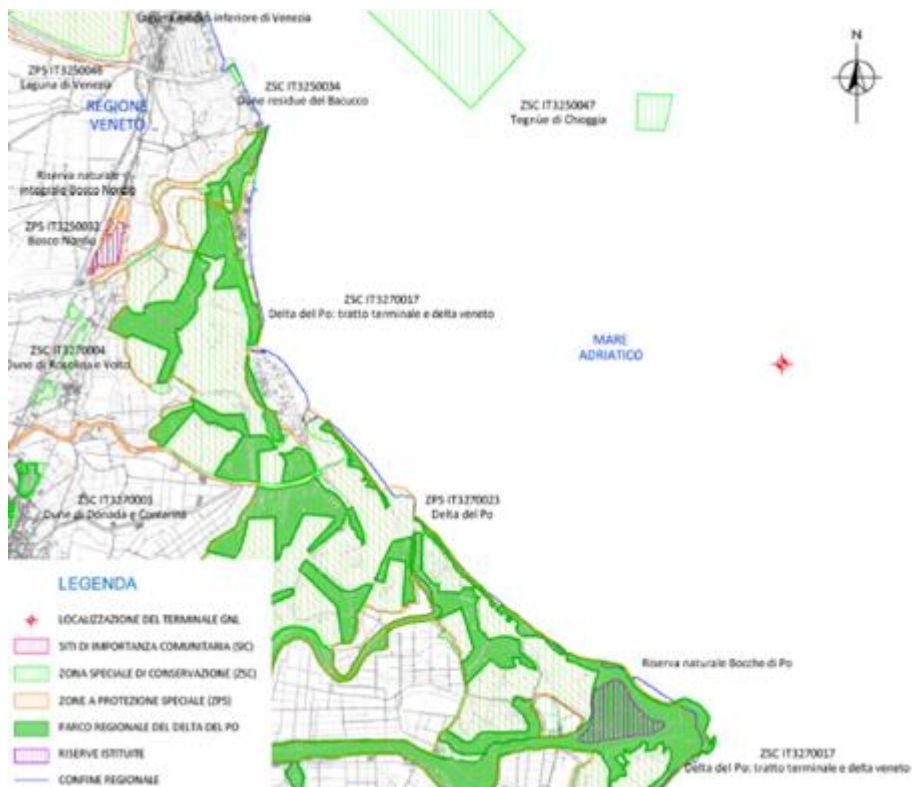 Laguna medio inferiore di Venezia
ZPS IT3250046
Laguna di Venezia
REGIONE
VENETO
ZSC IT3250034
Dune residue del Bacucco
ZSC IT3250047
Tegnùe di Chioggia
N
Riserva naturale
integrale Bosco Nordio
ZPS IT3250032
Bosco Nordio
ZSC IT3270017
Delta del Po: tratto terminale e delta veneto
MARE
ADRIATICO
ZSC IT3270004
Dune di Rosolina e Volto
ZSC IT3270003
Dune di Donada e Contarina
ZPS IT3270023
Delta del Po
LEGENDA
LOCALIZZAZIONE DEL TERMINALE GNL
SITI DI IMPORTANZA COMUNITARIA (SIC)
ZONA SPECIALE DI CONSERVAZIONE (ZSC)
ZONE A PROTEZIONE SPECIALE (ZPS)
PARCO REGIONALE DEL DELTA DEL PO
RISERVE ISTITUITE
CONFINE REGIONALE
Riserva naturale Bocche di Po
ZSC IT3270017
Delta del Po: tratto terminale e delta veneto